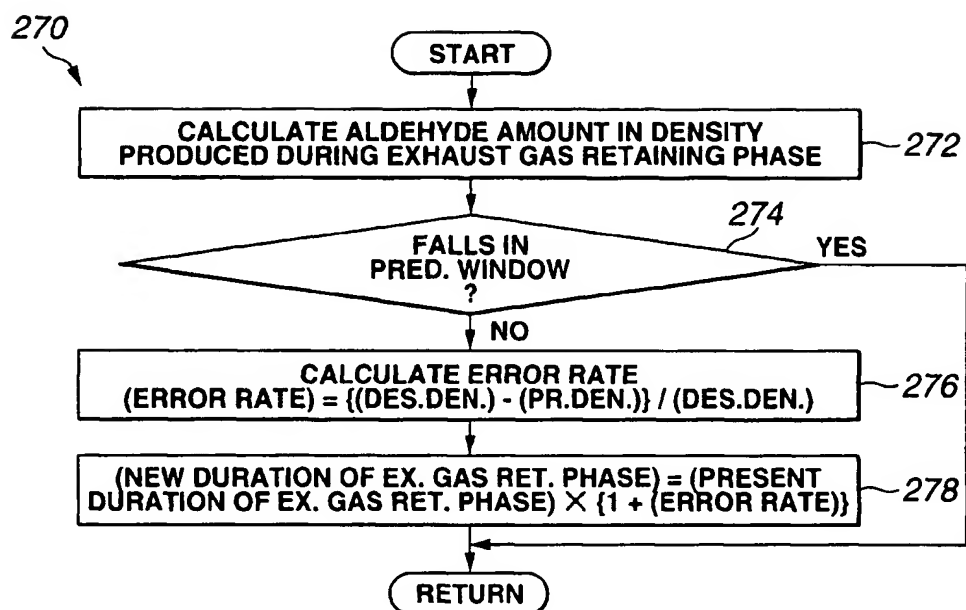 270
START
CALCULATE ALDEHYDE AMOUNT IN DENSITY
PRODUCED DURING EXHAUST GAS RETAINING PHASE
272
274
FALLS IN
PRED. WINDOW
?
YES
NO
CALCULATE ERROR RATE
(ERROR RATE) = {(DES.DEN.) - (PR.DEN.)} / (DES.DEN.)
276
(NEW DURATION OF EX. GAS RET. PHASE) = (PRESENT
DURATION OF EX. GAS RET. PHASE) × {1 + (ERROR RATE)}
278
RETURN